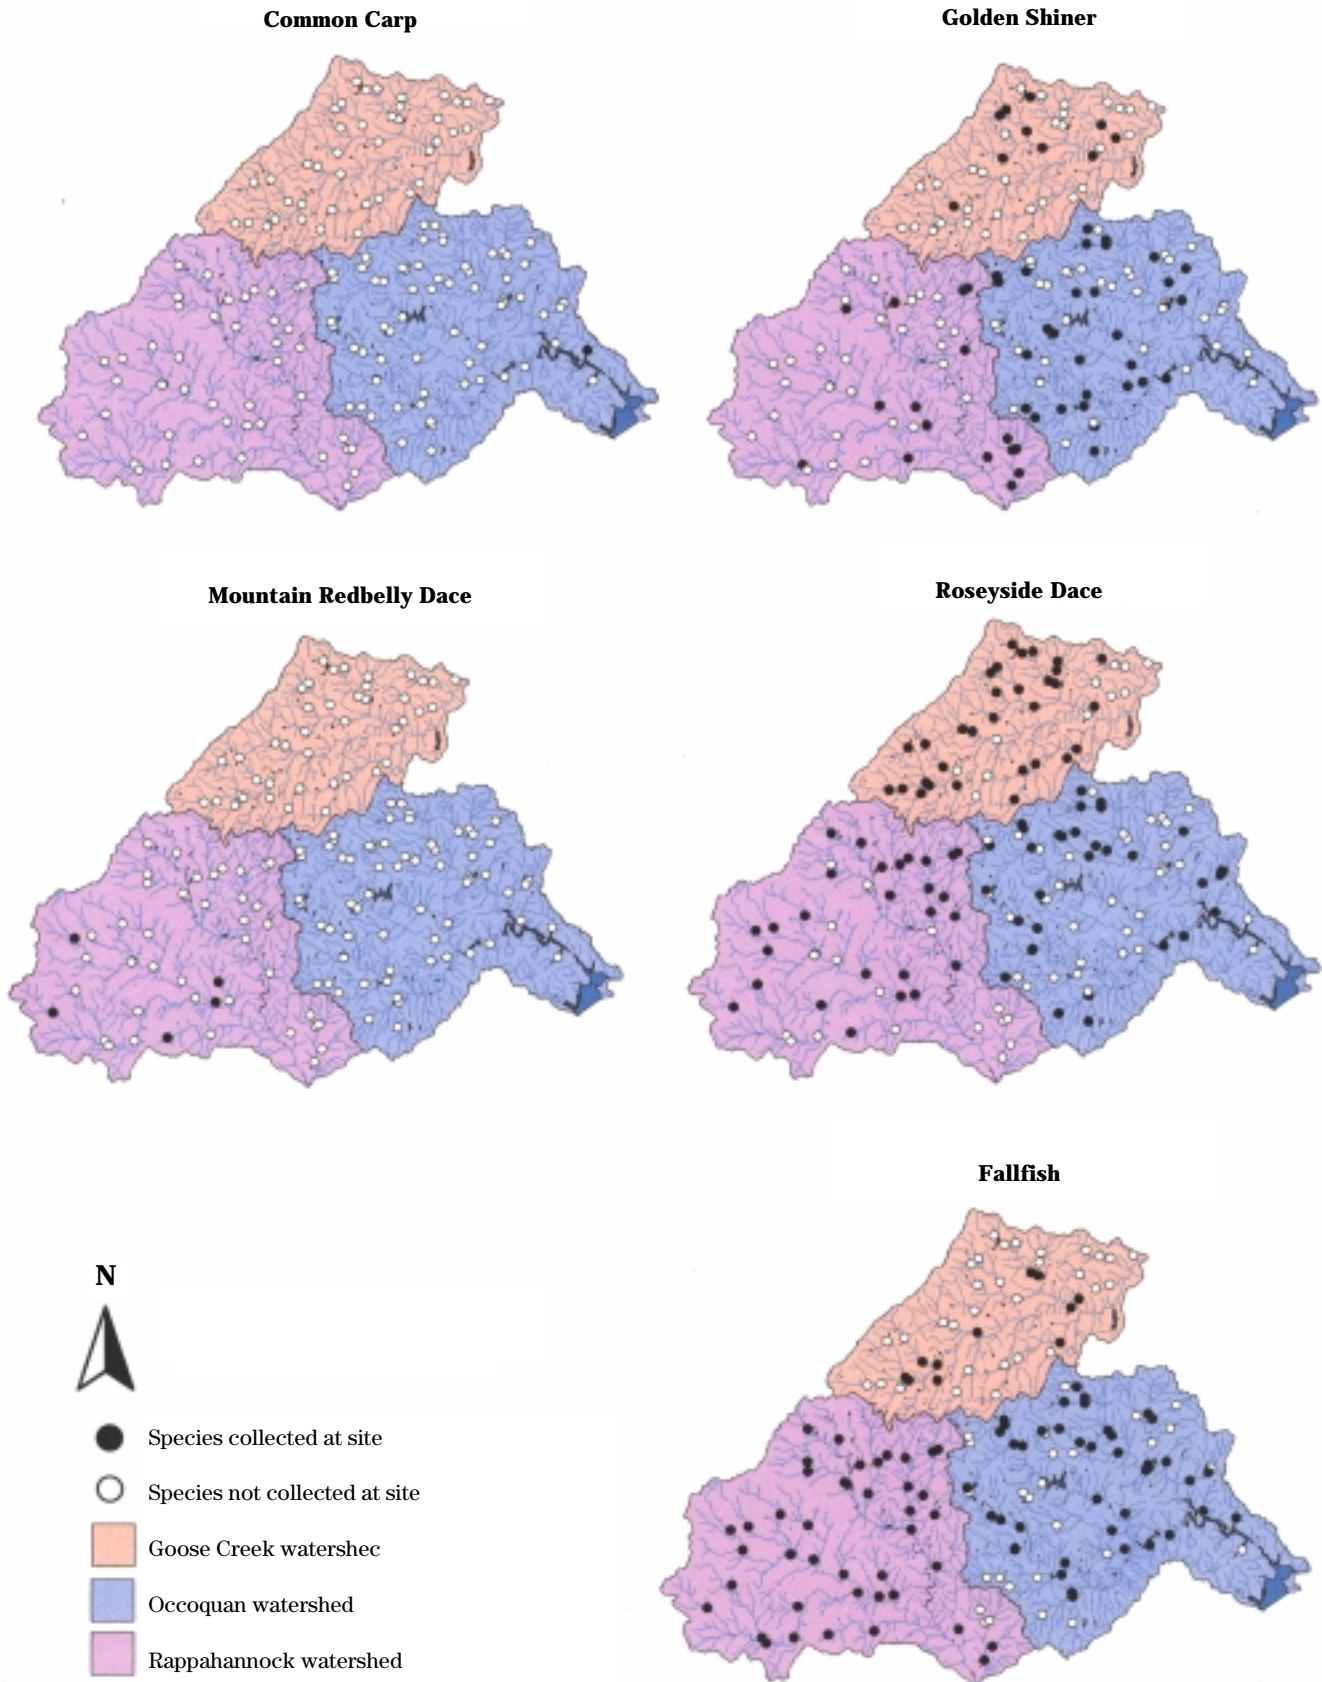 Common Carp
Golden Shiner
Mountain Redbelly Dace
Roseyside Dace
Fallfish
N
Species collected at site
Species not collected at site
Goose Creek watershec
Occoquan watershed
Rappahannock watershed